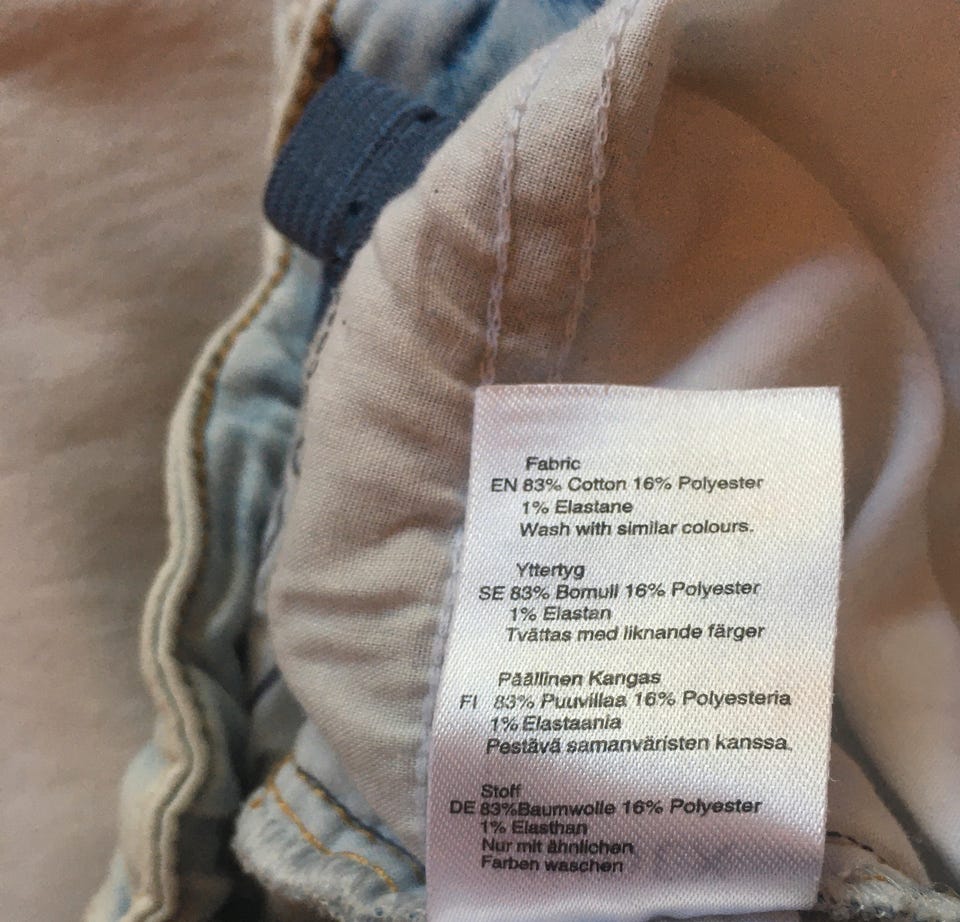 Fabric
EN 83% Cotton 16% Polyester
1% Elastane
Wash with similar colours.
Yttertyg
SE 83% Bomull 16% Polyester
1% Elastan
Tvättas med liknande färger
Päällinen Kangas
FI 83% Puuvillaa 16% Polyesteria
1% Elastaania
Pestävä samanväristen kanssa.
Stoff
DE 83%Baumwolle 16% Polyester
1% Elasthan
Nur mit ähnlichen
Farben waschen